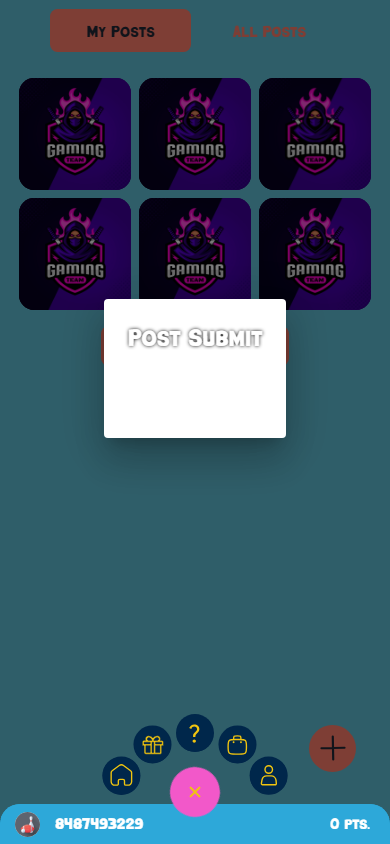 My Posts
All Posts
GAMING
TEAM
GAMING
TEAM
GAMING
TEAM
GAMING
TEAM
GAMING
TEAM
GAMING
TEAM
Post Submit
?
8487493229
0 PTS.